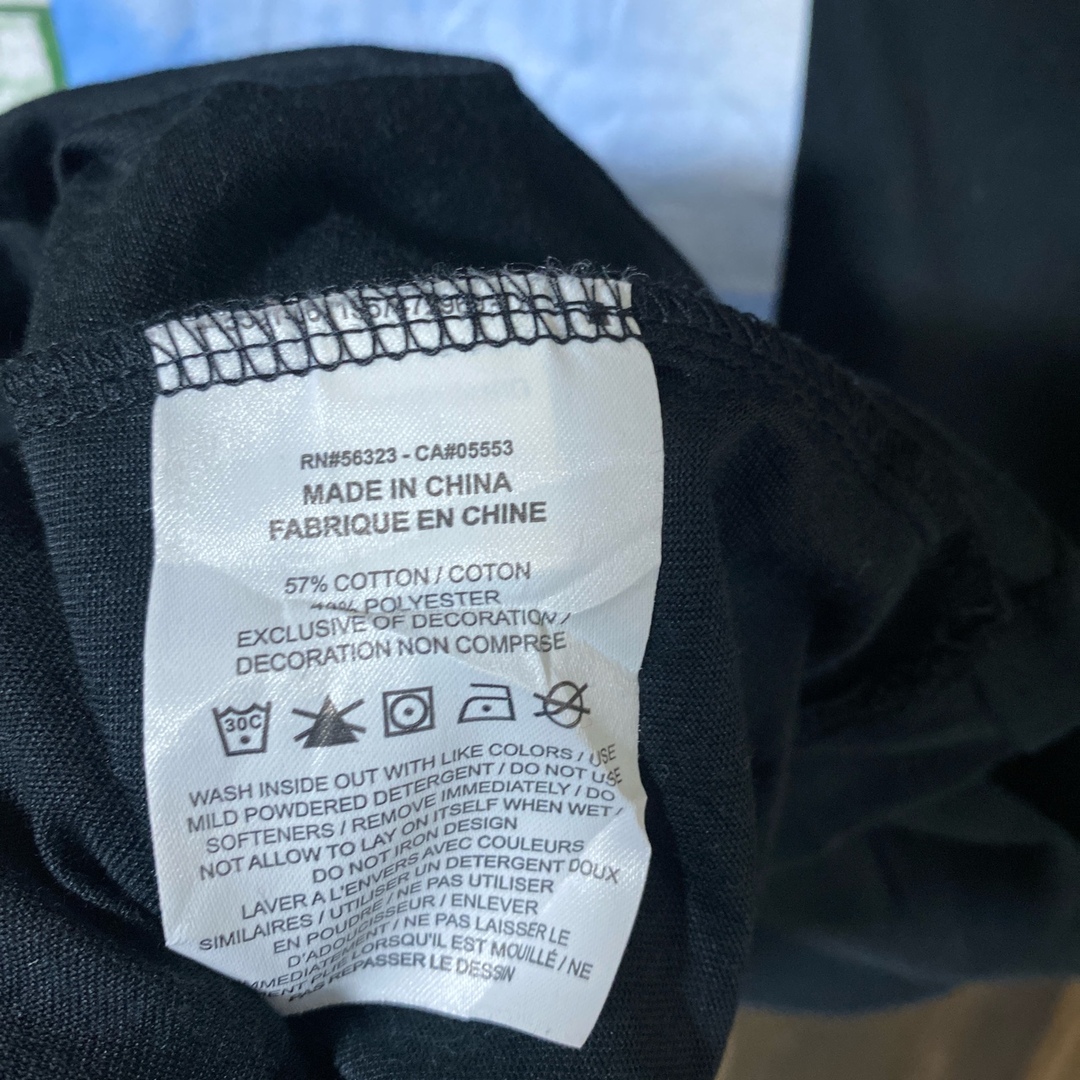 RN#56323 - CA#05553
MADE IN CHINA
FABRIQUE EN CHINE
57% COTTON / COTON
POLYESTER
EXCLUSIVE OF DECORATION /
DECORATION NON COMPRSE
30C
WASH INSIDE OUT WITH LIKE COLORS / USE
MILD POWDERED DETERGENT / DO NOT USE
SOFTENERS / REMOVE IMMEDIATELY / DO
NOT ALLOW TO LAY ON ITSELF WHEN WET /
DO NOT IRON DESIGN
LAVER A L'ENVERS AVEC COULEURS
SIMILAIRES / UTILISER UN DETERGENT DOUX
EN POUDRE / NE PAS UTILISER
D'ADOUCISSEUR / ENLEVER
IMMEDIATEMENT / NE PAS LAISSER LE
PLIE LORSQU'IL EST MOUILLÉ / NE
PAS REPASSER LE DESSIN